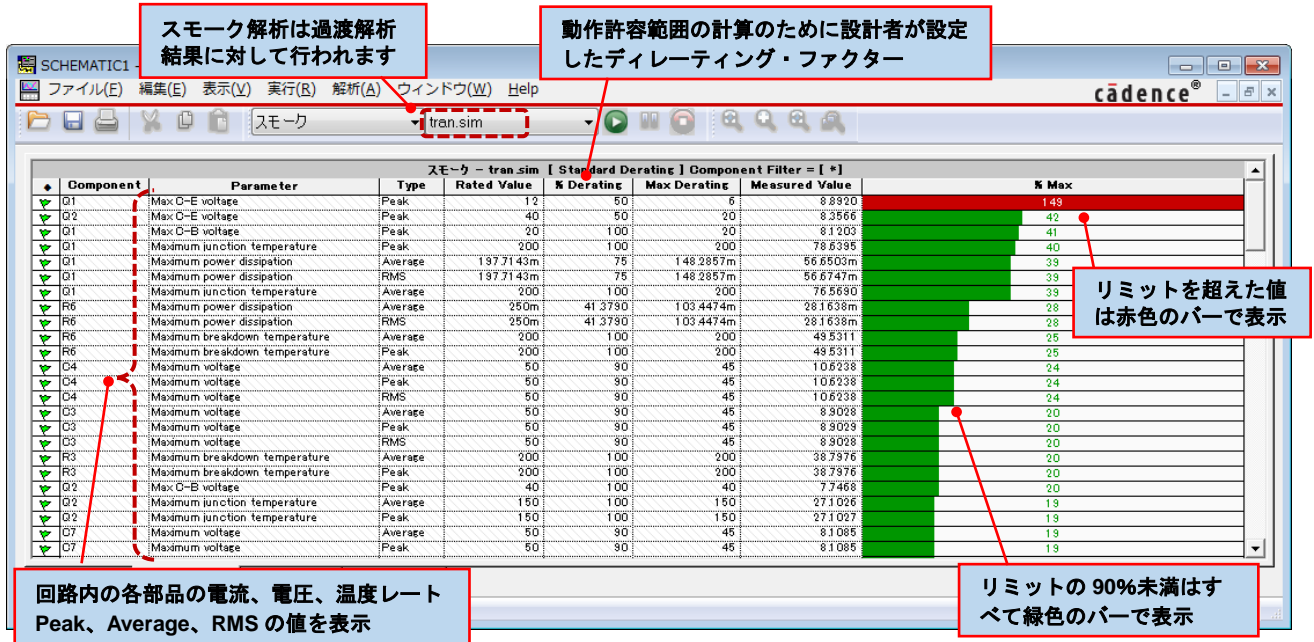 スモーク解析は過渡解析
結果に対して行われます
動作許容範囲の計算のために設計者が設定
したディレーティング・ファクター
SCHEMATIC1 -
ファイル(F) 編集(E) 表示(V) 実行(R) 解析(A) ウィンドウ(W) Help
cādence®
スモーク tran.sim
スモーク - tran.sim [ Standard Derating ] Component Filter = [ *]
Component Parameter Type Rated Value % Derating Max Derating Measured Value % Max
Q1 Max C-E voltage Peak 12 50 6 8.8920 149
Q2 Max C-E voltage Peak 40 50 20 8.3566 42
Q1 Max C-B voltage Peak 20 100 20 8.1203 41
Q1 Maximum junction temperature Peak 200 100 200 78.6395 40
Q1 Maximum power dissipation Average 197.7143m 75 148.2857m 56.6503m 39
Q1 Maximum power dissipation RMS 197.7143m 75 148.2857m 56.6747m 39
Q1 Maximum junction temperature Average 200 100 200 76.5690 39
R6 Maximum power dissipation Average 250m 41.3790 103.4474m 28.1638m 28
R6 Maximum power dissipation RMS 250m 41.3790 103.4474m 28.1638m 28
R6 Maximum breakdown temperature Average 200 100 200 49.5311 25
R6 Maximum breakdown temperature Peak 200 100 200 49.5311 25
C4 Maximum voltage Average 50 90 45 10.6238 24
C4 Maximum voltage Peak 50 90 45 10.6238 24
C4 Maximum voltage RMS 50 90 45 10.6238 24
C3 Maximum voltage Average 50 90 45 8.9028 20
C3 Maximum voltage Peak 50 90 45 8.9029 20
C3 Maximum voltage RMS 50 90 45 8.9028 20
R3 Maximum breakdown temperature Average 200 100 200 38.7976 20
R3 Maximum breakdown temperature Peak 200 100 200 38.7976 20
Q2 Max C-B voltage Peak 40 100 40 7.7468 20
Q2 Maximum junction temperature Average 150 100 150 27.1026 19
Q2 Maximum junction temperature Peak 150 100 150 27.1027 19
C7 Maximum voltage Average 50 90 45 8.1085 19
C7 Maximum voltage Peak 50 90 45 8.1085 19
リミットを超えた値
は赤色のバーで表示
回路内の各部品の電流、電圧、温度レート
Peak、Average、RMS の値を表示
リミットの 90%未満はす
べて緑色のバーで表示